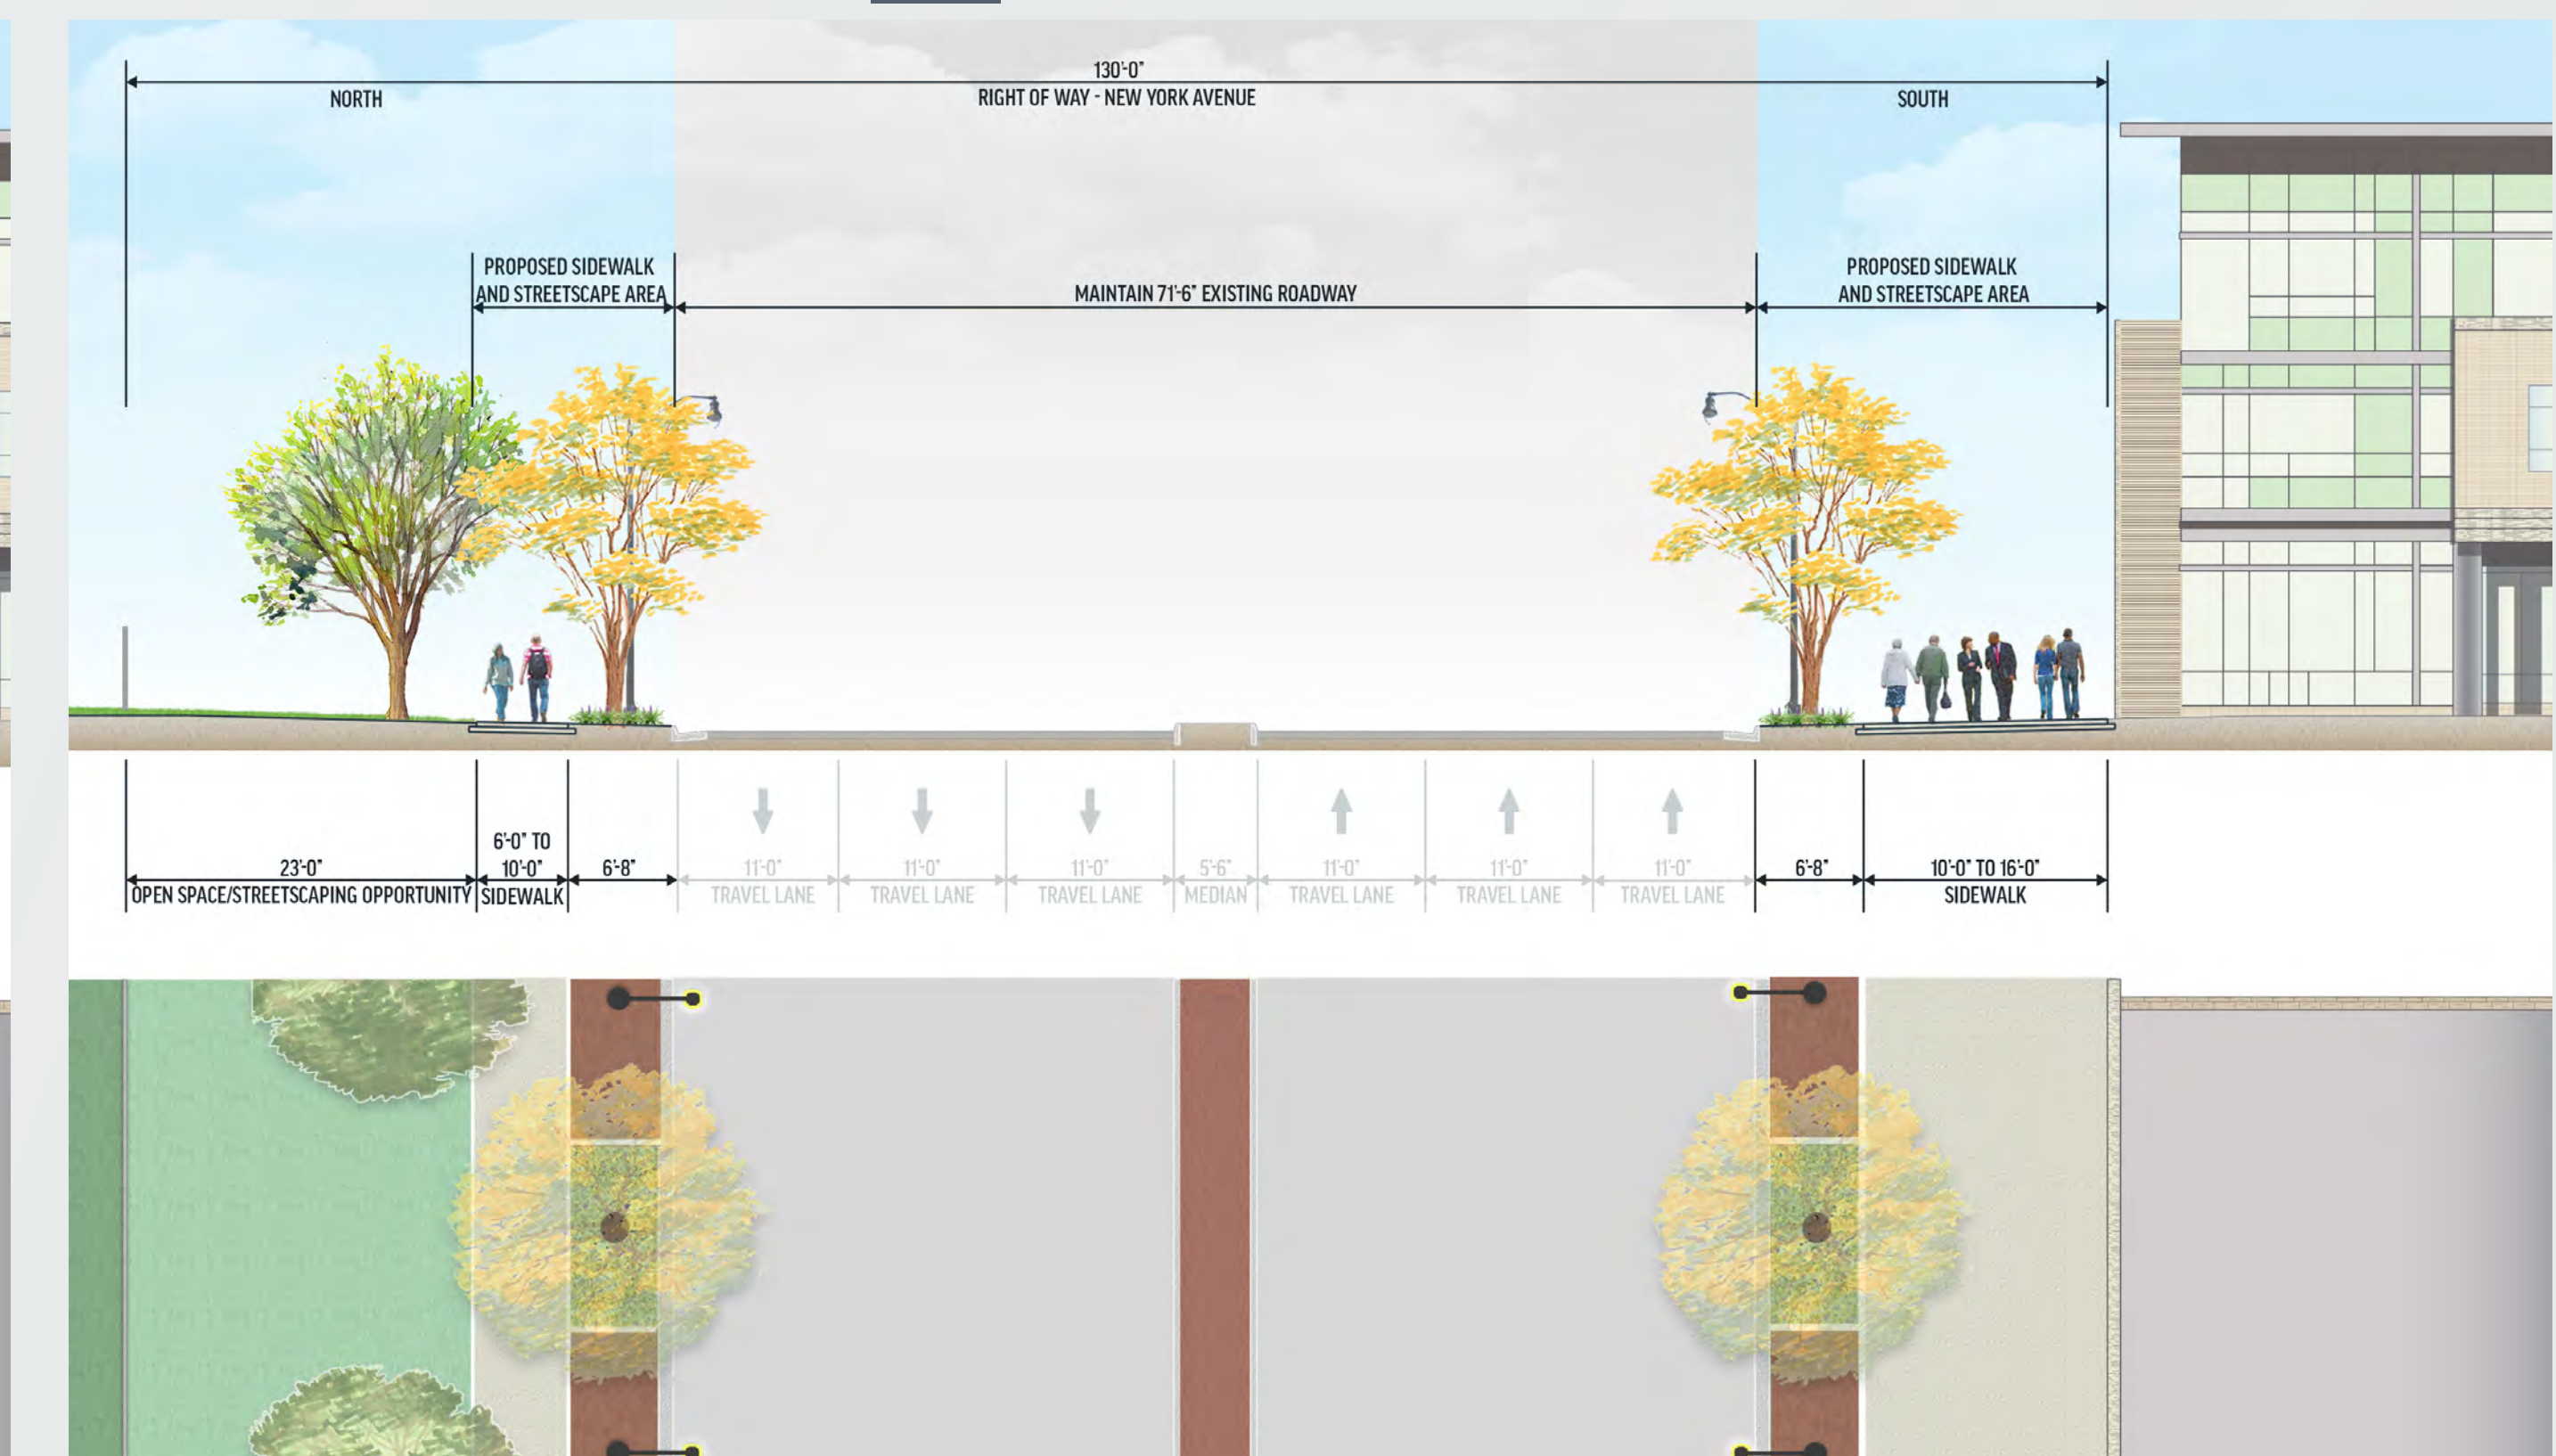 130'-0"
NORTH
RIGHT OF WAY - NEW YORK AVENUE
SOUTH
PROPOSED SIDEWALK
AND STREETSCAPE AREA
MAINTAIN 71'-6" EXISTING ROADWAY
PROPOSED SIDEWALK
AND STREETSCAPE AREA
23'-0"
OPEN SPACE/STREETSCAPING OPPORTUNITY
6'-0" TO
10'-0"
SIDEWALK
6'-8"
11'-0"
TRAVEL LANE
11'-0"
TRAVEL LANE
11'-0"
TRAVEL LANE
5'-6"
MEDIAN
11'-0"
TRAVEL LANE
11'-0"
TRAVEL LANE
11'-0"
TRAVEL LANE
6'-8"
10'-0" TO 16'-0"
SIDEWALK